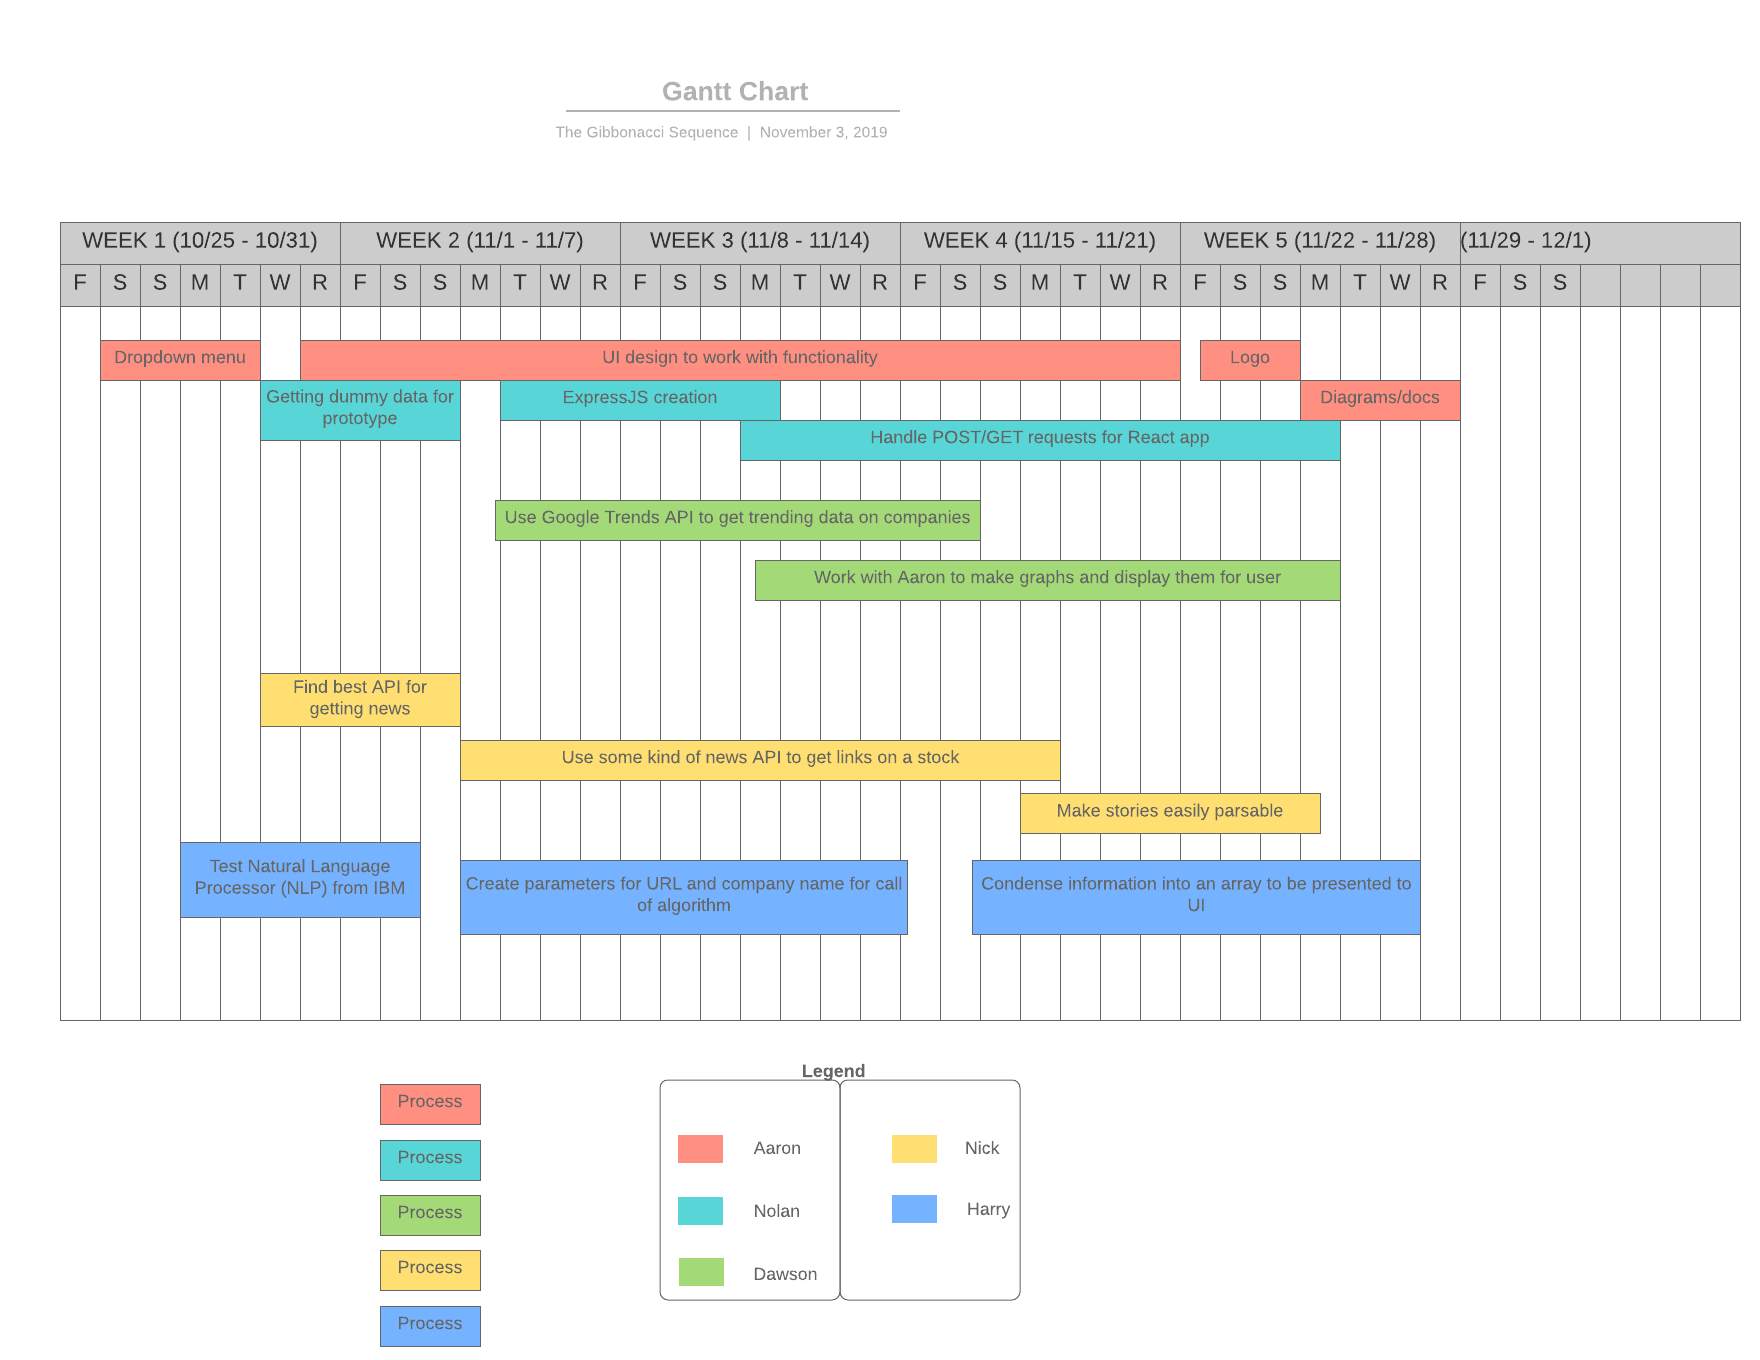 Gantt Chart
The Gibbonacci Sequence | November 3, 2019
WEEK 1 (10/25 - 10/31) WEEK 2 (11/1 - 11/7) WEEK 3 (11/8 - 11/14) WEEK 4 (11/15 - 11/21) WEEK 5 (11/22 - 11/28) (11/29 - 12/1)
F S S M T W R F S S M T W R F S S M T W R F S S M T W R F S S M T W R F S S
Dropdown menu UI design to work with functionality Logo
Getting dummy data for
prototype
ExpressJS creation Diagrams/docs
Handle POST/GET requests for React app
Use Google Trends API to get trending data on companies
Work with Aaron to make graphs and display them for user
Find best API for
getting news
Use some kind of news API to get links on a stock
Make stories easily parsable
Test Natural Language
Processor (NLP) from IBM
Create parameters for URL and company name for call
of algorithm
Condense information into an array to be presented to
UI
Legend
Process
Process
Process
Process
Process
Aaron
Nolan
Dawson
Nick
Harry